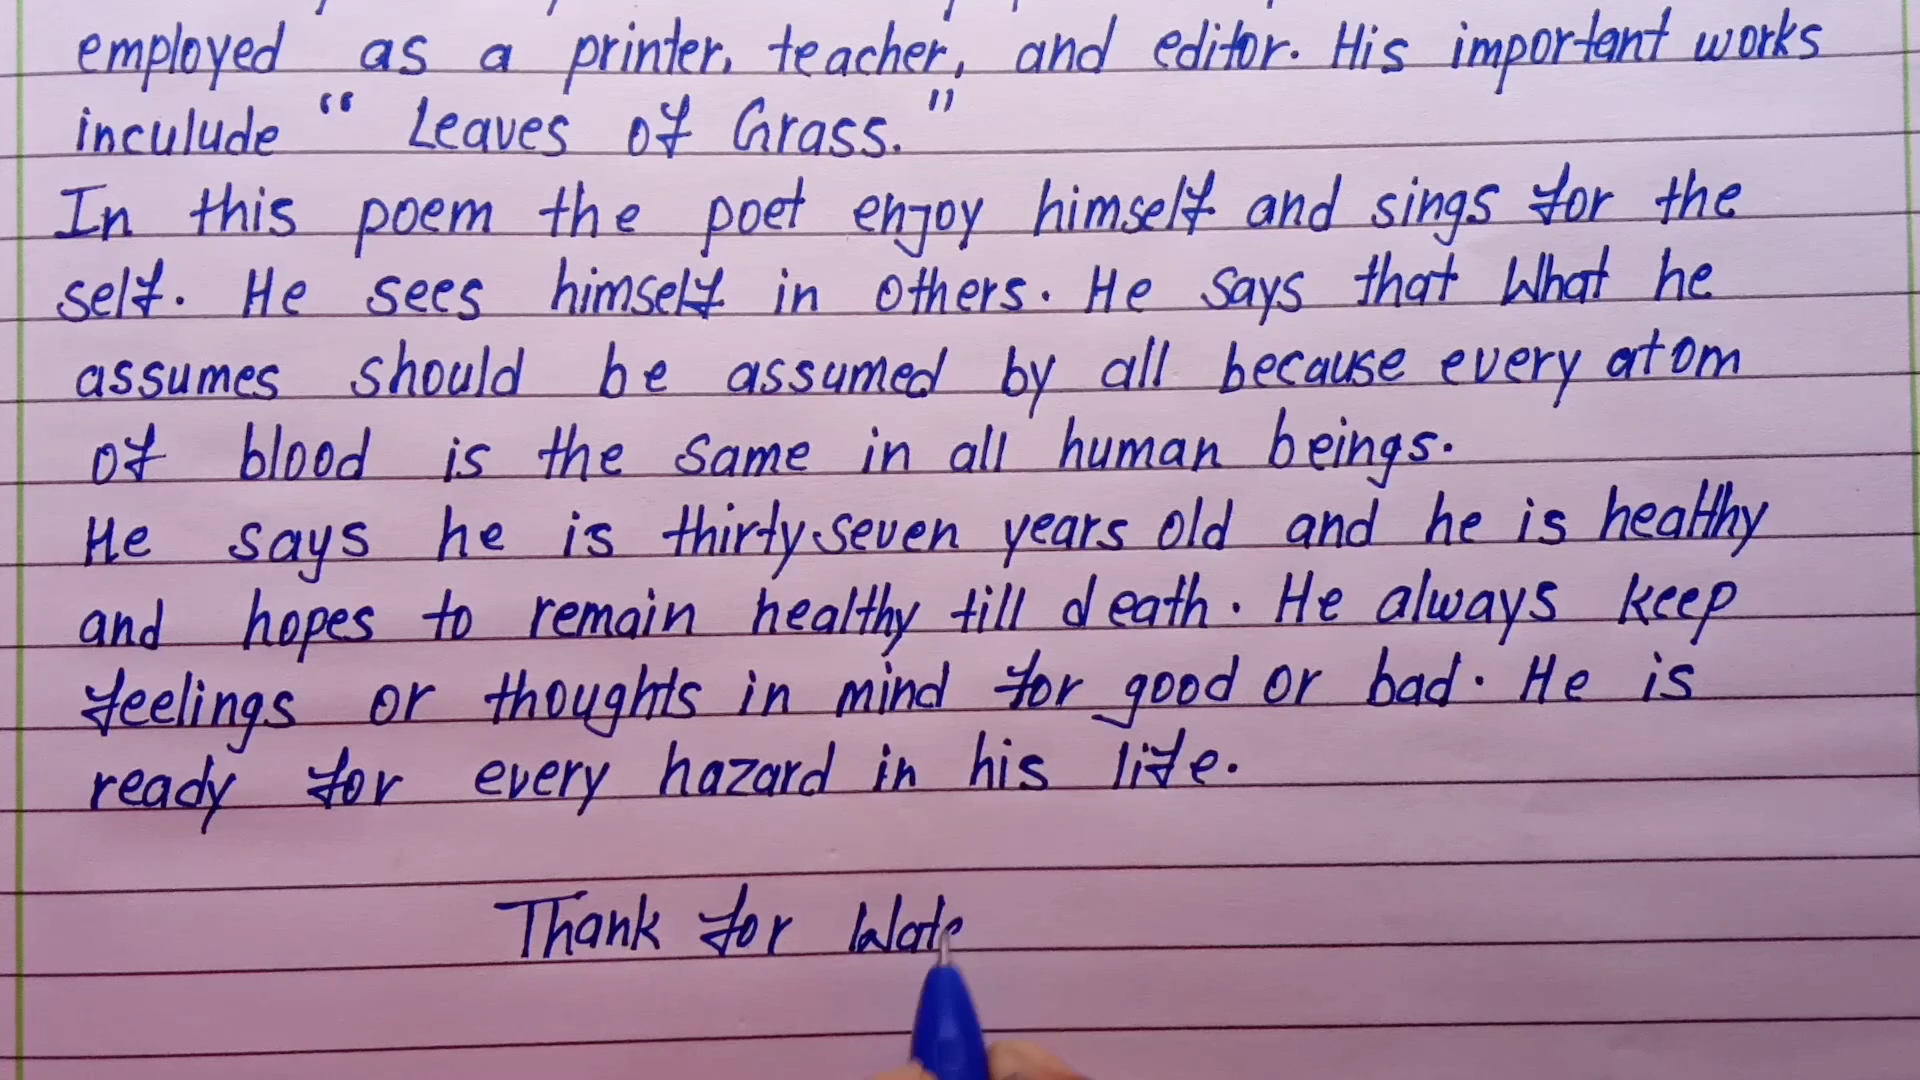 employed as a printer, teacher, and editor. His important works
inculude "Leaves of Grass."
In this poem the poet enjoy himself and sings for the
self. He sees himself in others. He says that What he
assumes should be assumed by all because every atom
of blood is the same in all human beings.
He says he is thirty-seven years old and he is healthy
and hopes to remain healthy till death. He always keep
feelings or thoughts in mind for good or bad. He is
ready for every hazard in his life.
Thank for Watc